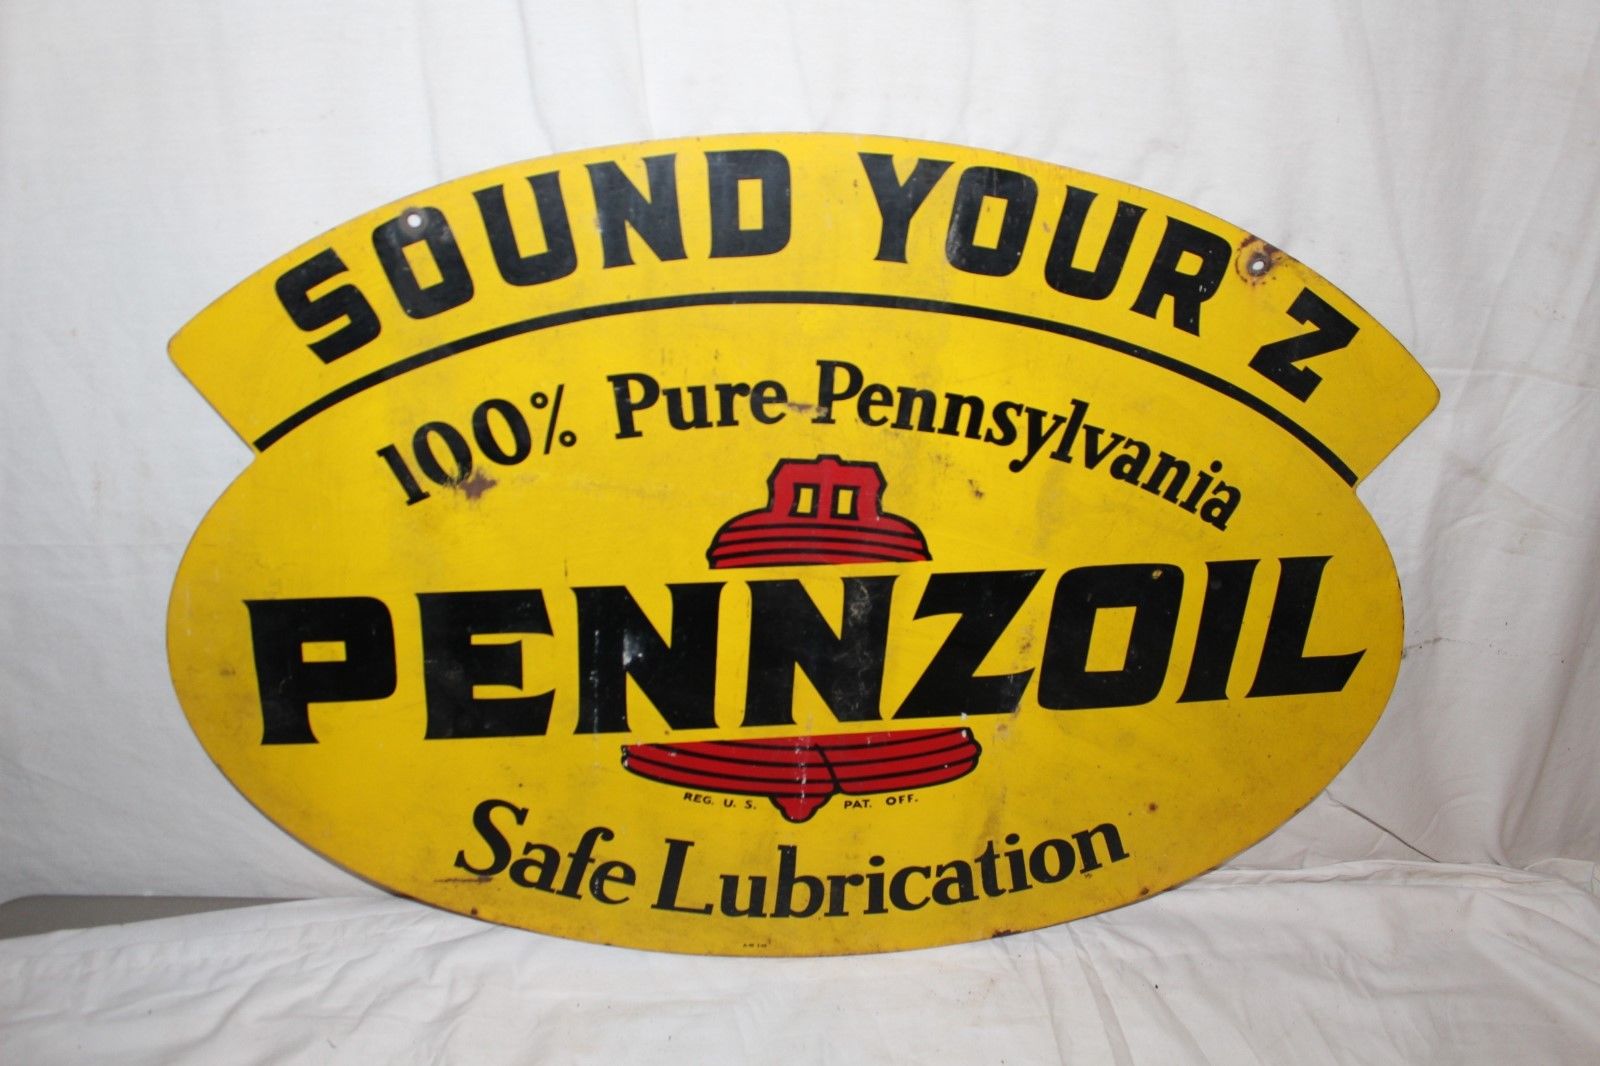 SOUND YOUR Z
100% Pure Pennsylvania
PENNZOIL
REG. U. S. PAT. OFF.
Safe Lubrication